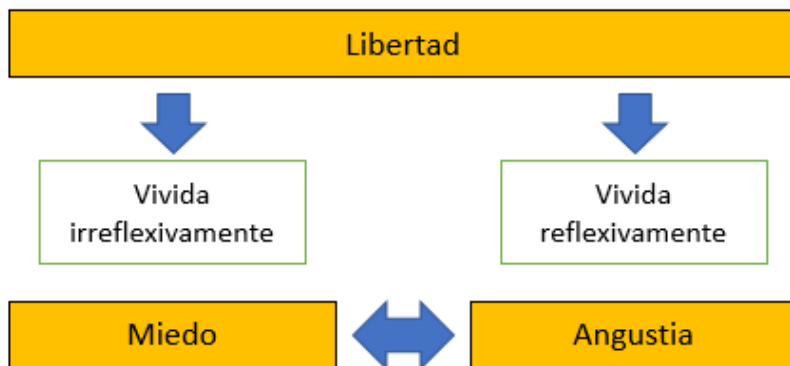 Libertad
Vivida
irreflexivamente
Vivida
reflexivamente
Miedo
Angustia